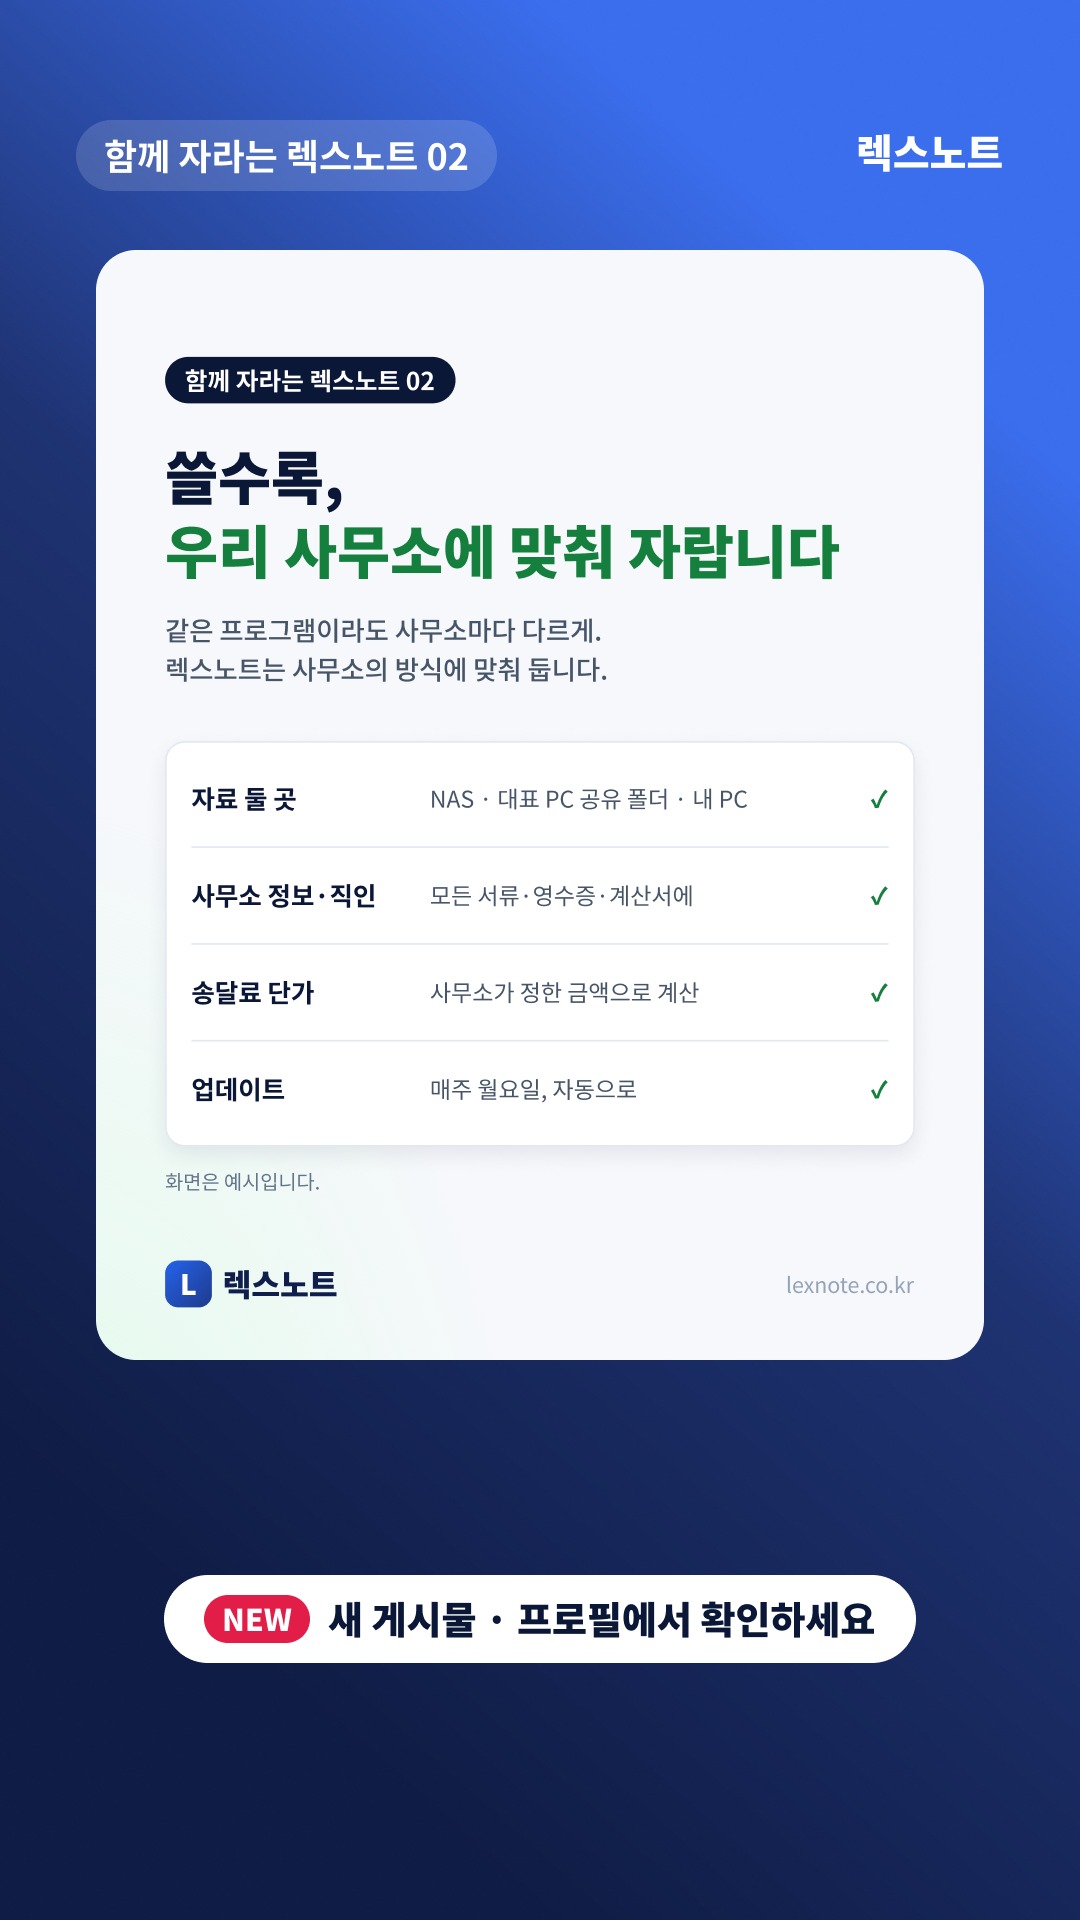 함께 자라는 렉스노트 02
렉스노트
함께 자라는 렉스노트 02
쓸수록,
우리 사무소에 맞춰 자랍니다
같은 프로그램이라도 사무소마다 다르게.
렉스노트는 사무소의 방식에 맞춰 둡니다.
자료 둘 곳 NAS · 대표 PC 공유 폴더 · 내 PC ✓
사무소 정보·직인 모든 서류·영수증·계산서에 ✓
송달료 단가 사무소가 정한 금액으로 계산 ✓
업데이트 매주 월요일, 자동으로 ✓
화면은 예시입니다.
L 렉스노트 lexnote.co.kr
NEW 새 게시물 · 프로필에서 확인하세요